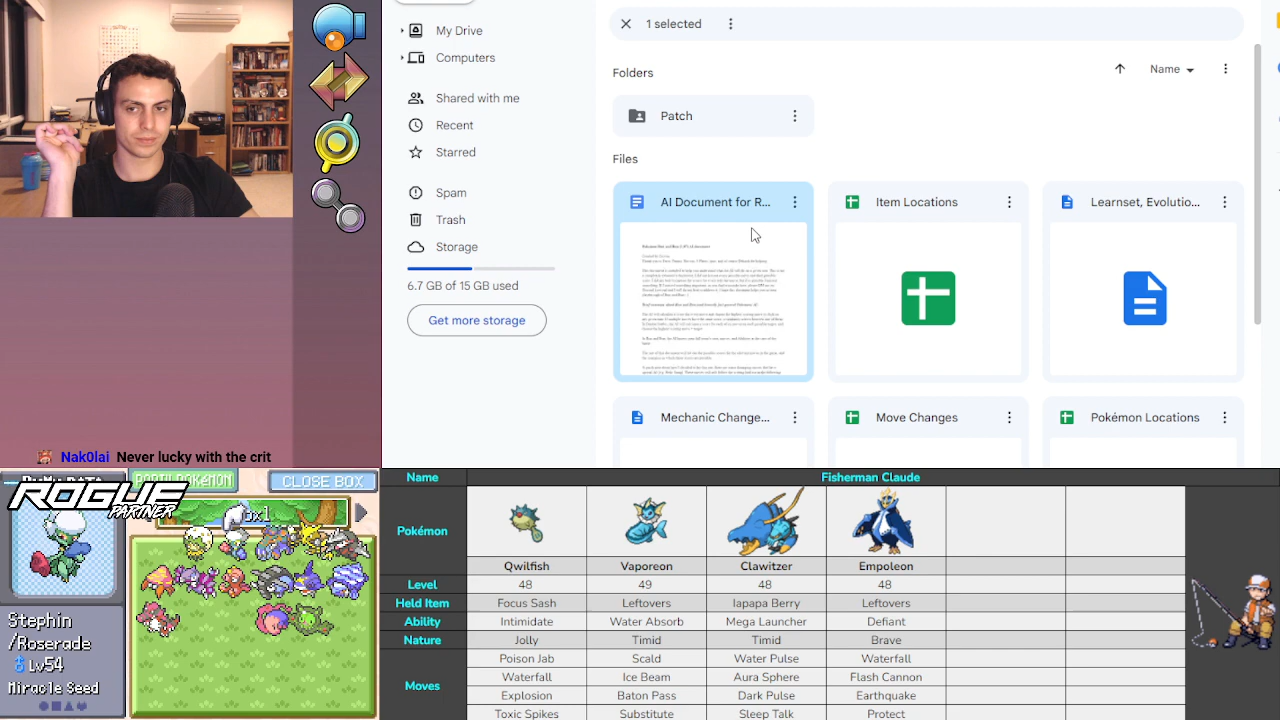 My Drive
Computers
Shared with me
Recent
Starred
Spam
Trash
Storage
6.7 GB of 15 GB used
Get more storage
1 selected
Folders
Name
Patch
Files
AI Document for R...
Item Locations
Learnset, Evolutio...
Mechanic Change...
Move Changes
Pokémon Locations
Nak0lai Never lucky with the crit
PARTY POKéMON
CLOSE BOX
ROGUE
PARTNER
Stephin
/Roserade
Lv54
Miracle Seed
Name Fisherman Claude
Pokémon Qwilfish Vaporeon Clawitzer Empoleon
Level 48 49 48 48
Held Item Focus Sash Leftovers Iapapa Berry Leftovers
Ability Intimidate Water Absorb Mega Launcher Defiant
Nature Jolly Timid Timid Brave
Moves
Poison Jab Scald Water Pulse Waterfall
Waterfall Ice Beam Aura Sphere Flash Cannon
Explosion Baton Pass Dark Pulse Earthquake
Toxic Spikes Substitute Sleep Talk Protect